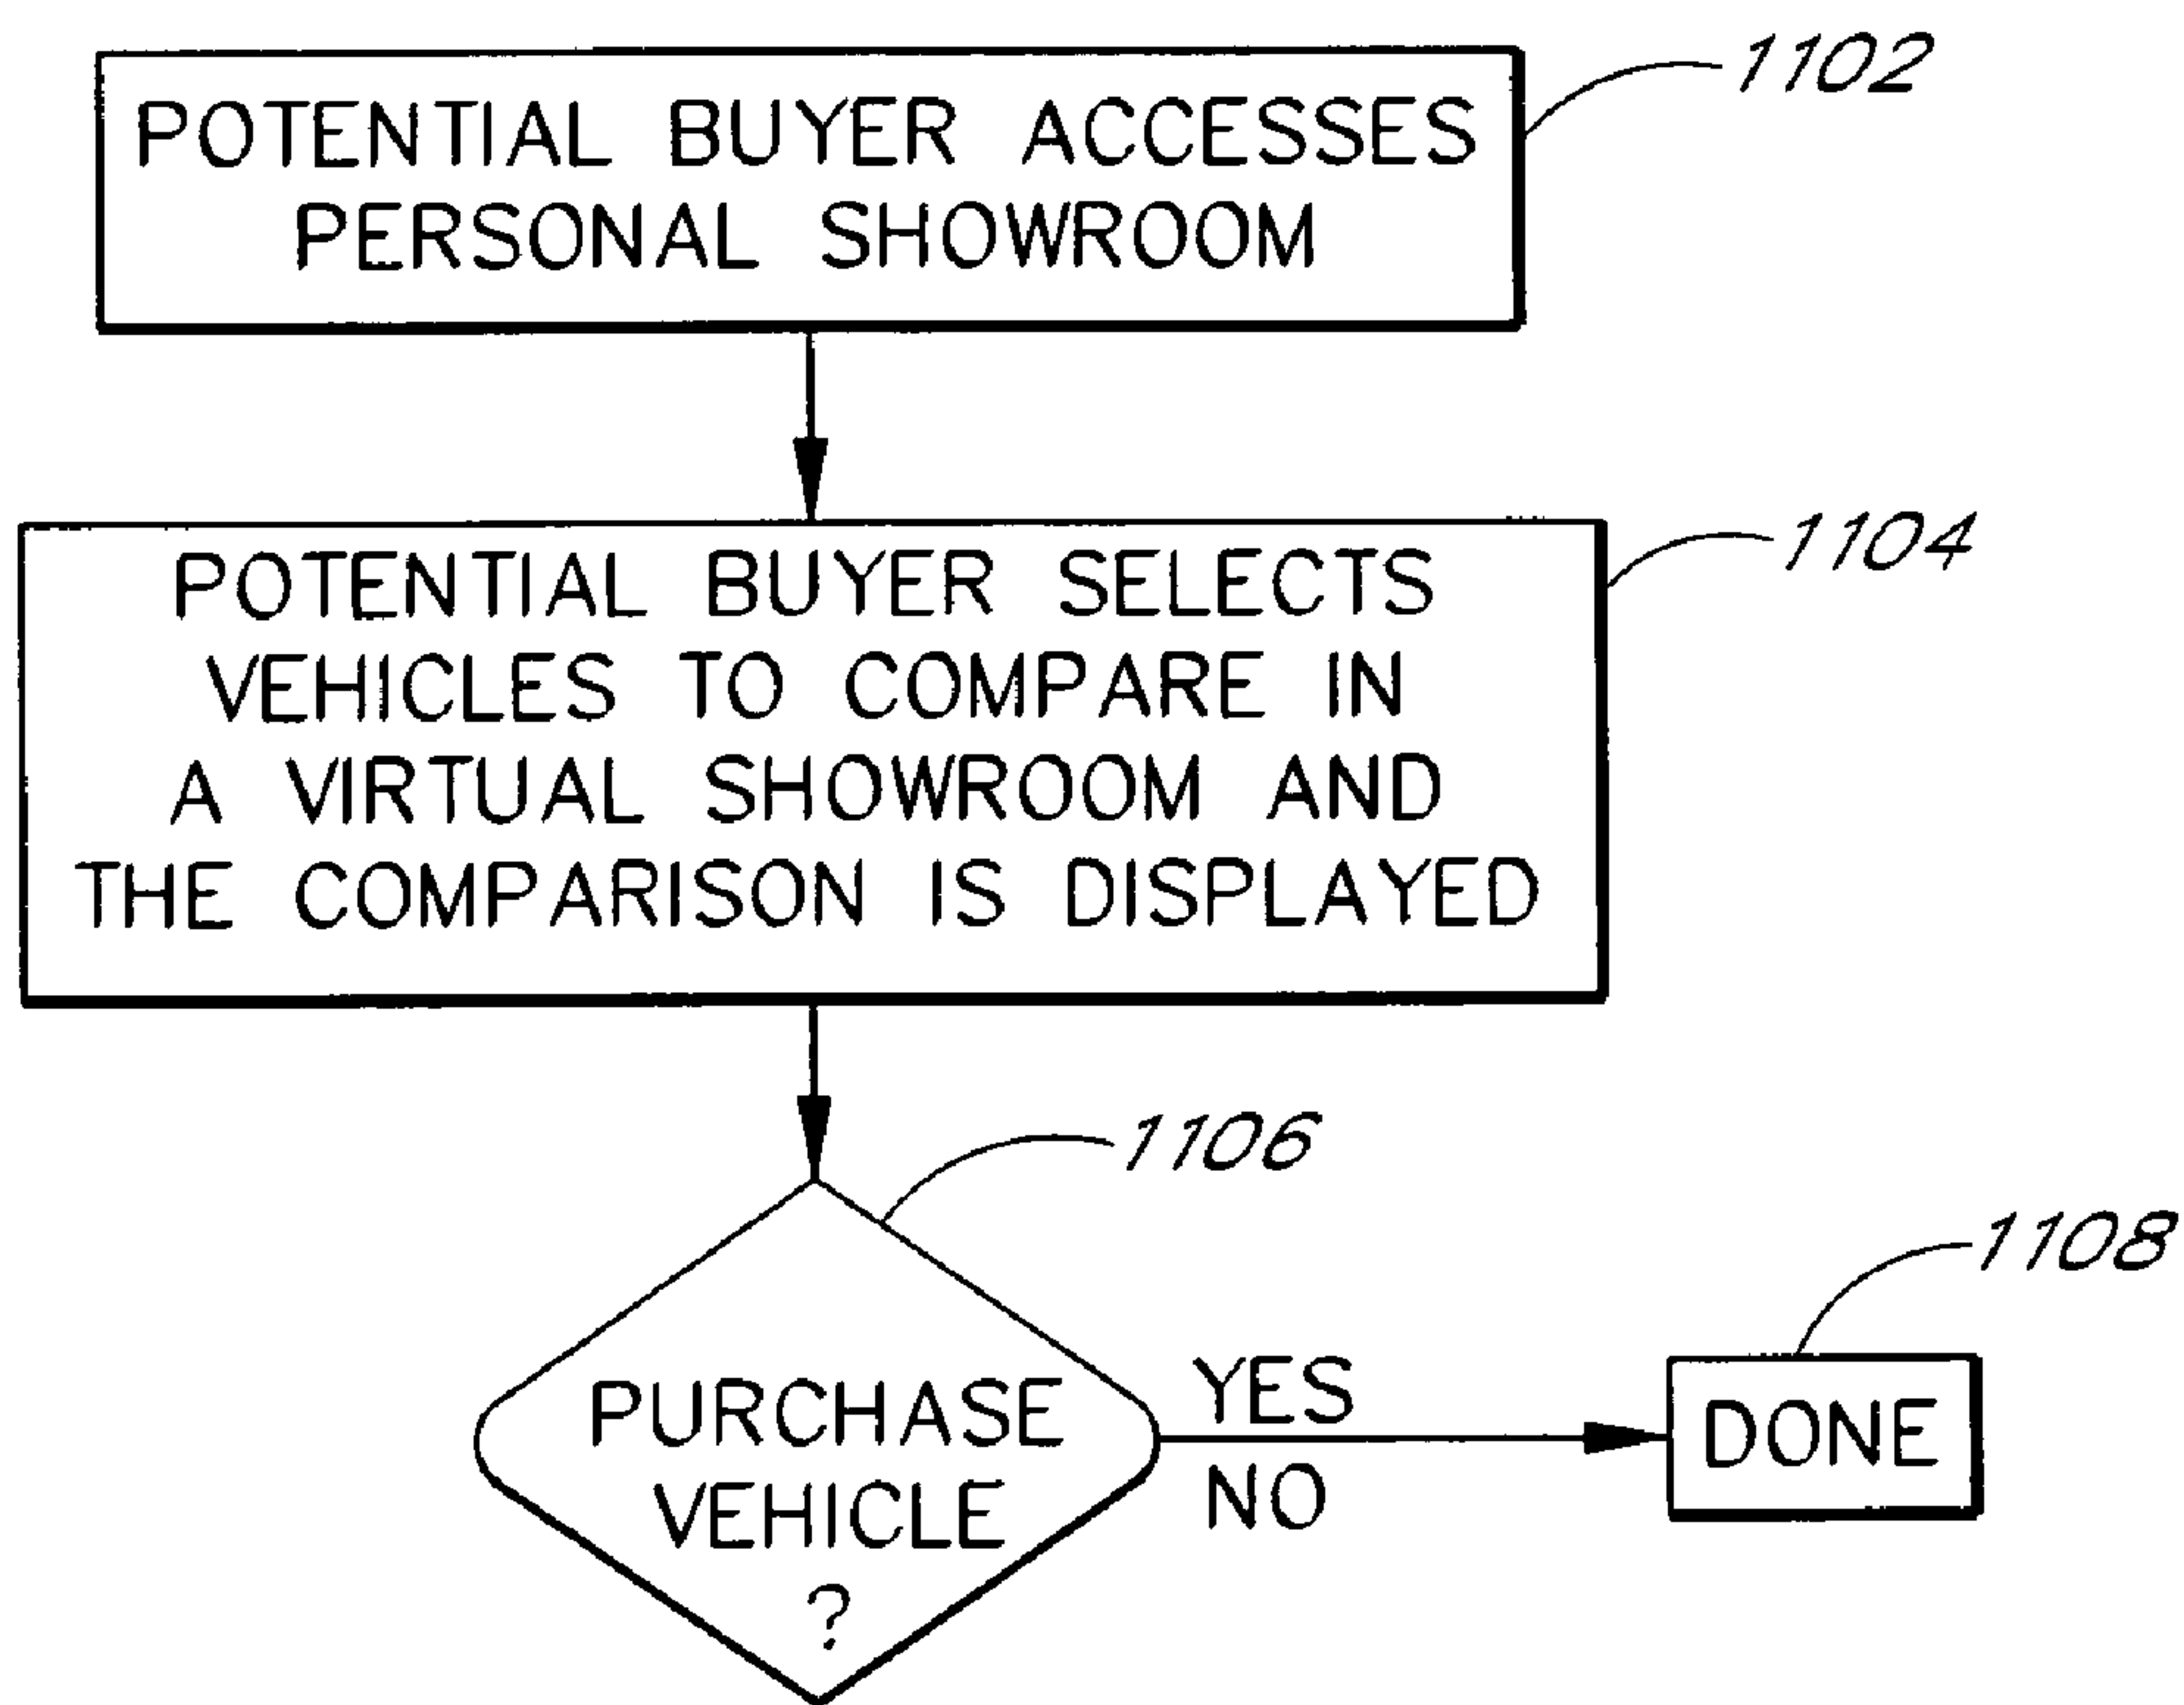 POTENTIAL BUYER ACCESSES
PERSONAL SHOWROOM
1102
POTENTIAL BUYER SELECTS
VEHICLES TO COMPARE IN
A VIRTUAL SHOWROOM AND
THE COMPARISON IS DISPLAYED
1104
1106
PURCHASE
VEHICLE
?
YES
NO
1108
DONE